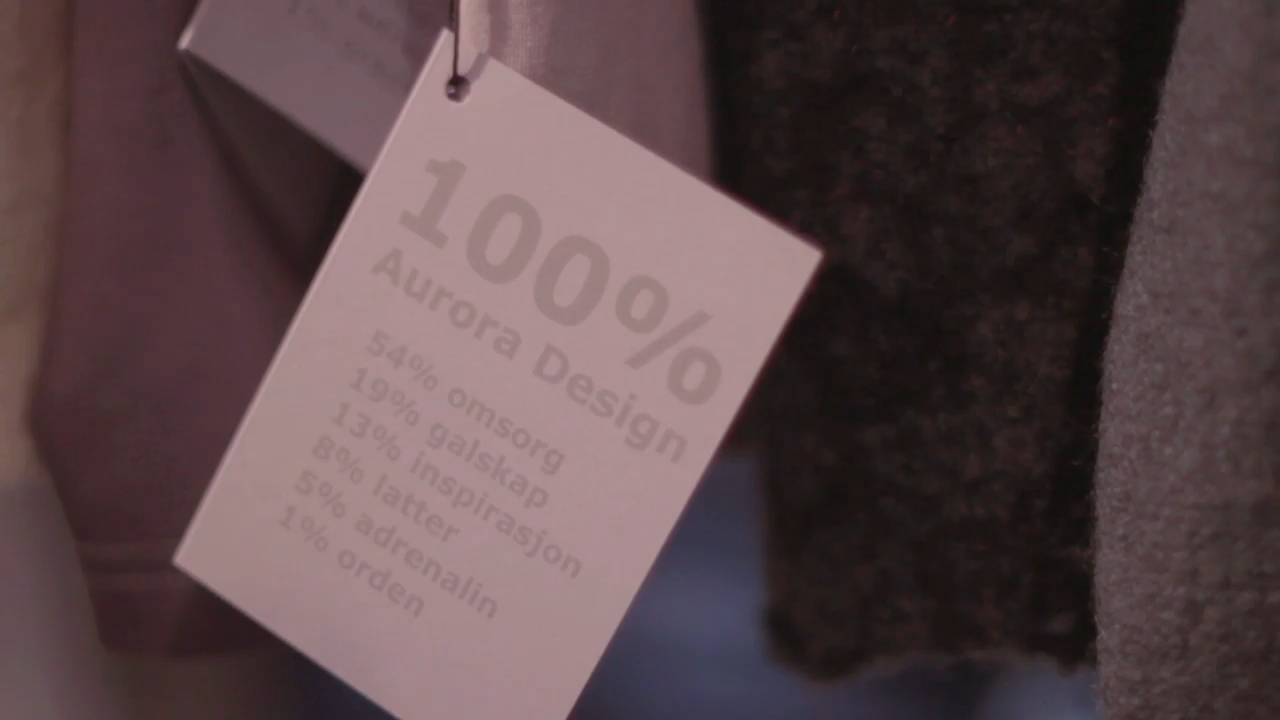 100%
Aurora Design
54% omsorg
19% galskap
13% inspirasjon
8% latter
5% adrenalin
1% orden